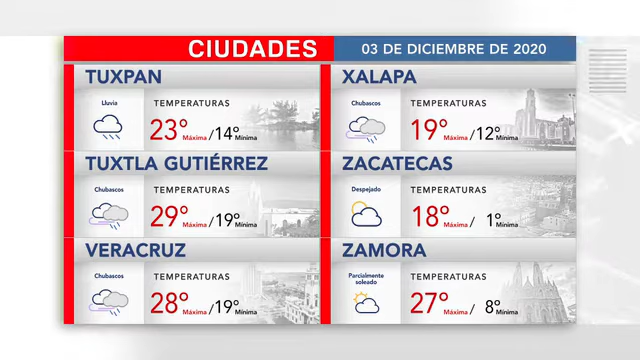 CIUDADES
03 DE DICIEMBRE DE 2020
TUXPAN
Lluvia
TEMPERATURAS
23° Máxima /14° Mínima
XALAPA
Chubascos
TEMPERATURAS
19° Máxima /12° Mínima
TUXTLA GUTIÉRREZ
Chubascos
TEMPERATURAS
29° Máxima /19° Mínima
ZACATECAS
Despejado
TEMPERATURAS
18° Máxima / 1° Mínima
VERACRUZ
Chubascos
TEMPERATURAS
28° Máxima /19° Mínima
ZAMORA
Parcialmente
soleado
TEMPERATURAS
27° Máxima / 8° Mínima